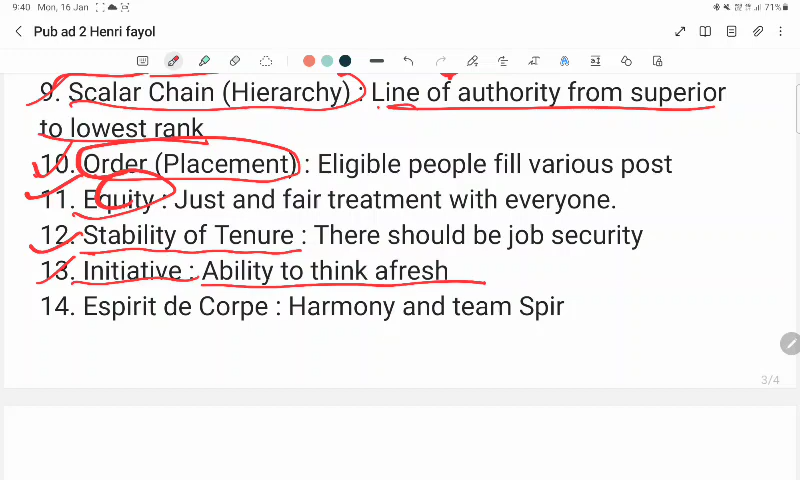 9:40 Mon, 16 Jan
71%
Pub ad 2 Henri fayol
9. Scalar Chain (Hierarchy) : Line of authority from superior
to lowest rank
10. Order (Placement) : Eligible people fill various post
11. Equity : Just and fair treatment with everyone.
12. Stability of Tenure : There should be job security
13. Initiative : Ability to think afresh
14. Espirit de Corpe : Harmony and team Spir
3/4